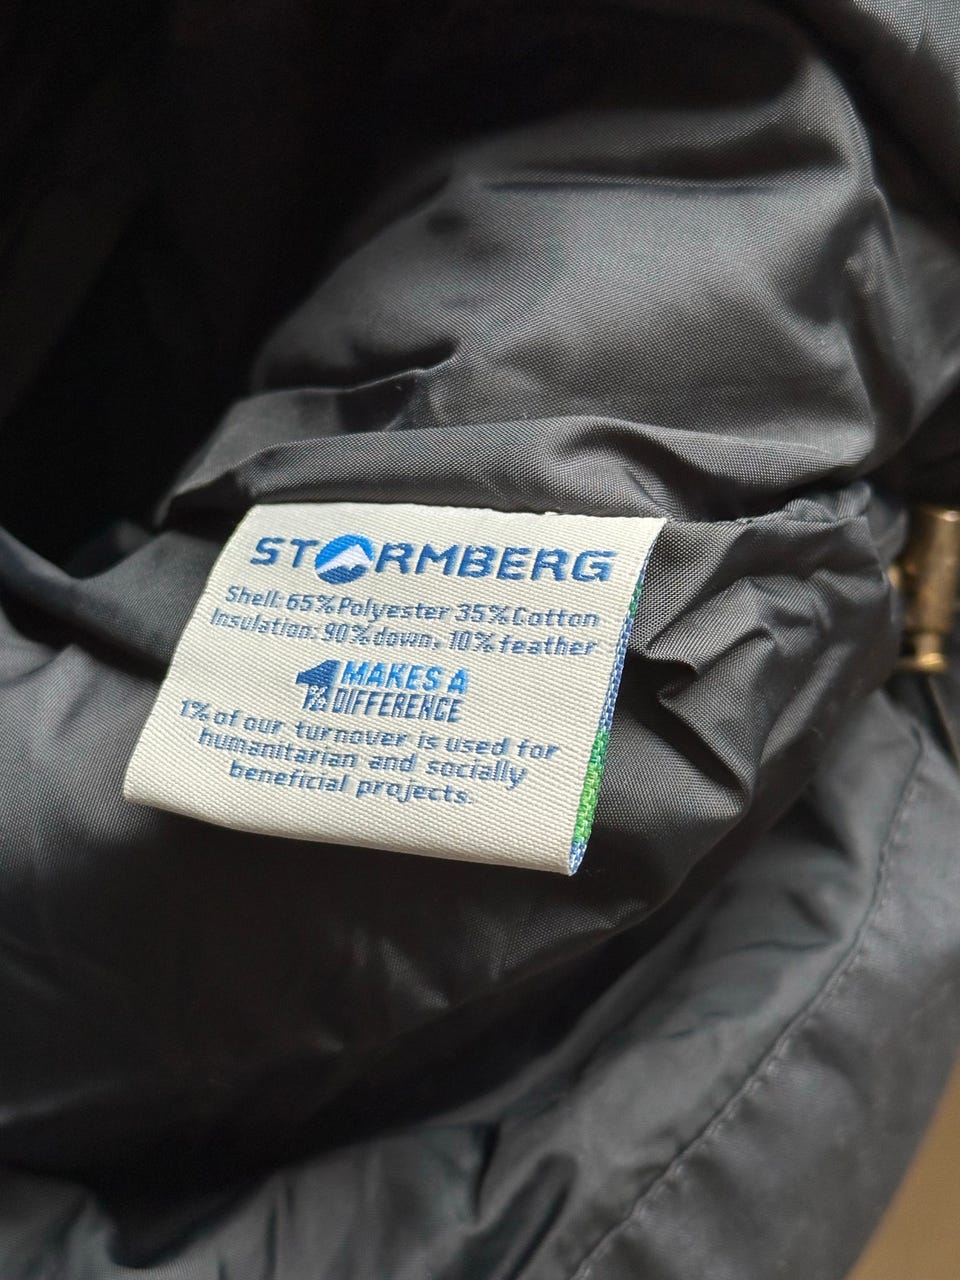 STORMBERG
Shell: 65% Polyester 35% Cotton
Insulation: 90% down, 10% feather
1% MAKES A
DIFFERENCE
1% of our turnover is used for
humanitarian and socially
beneficial projects.